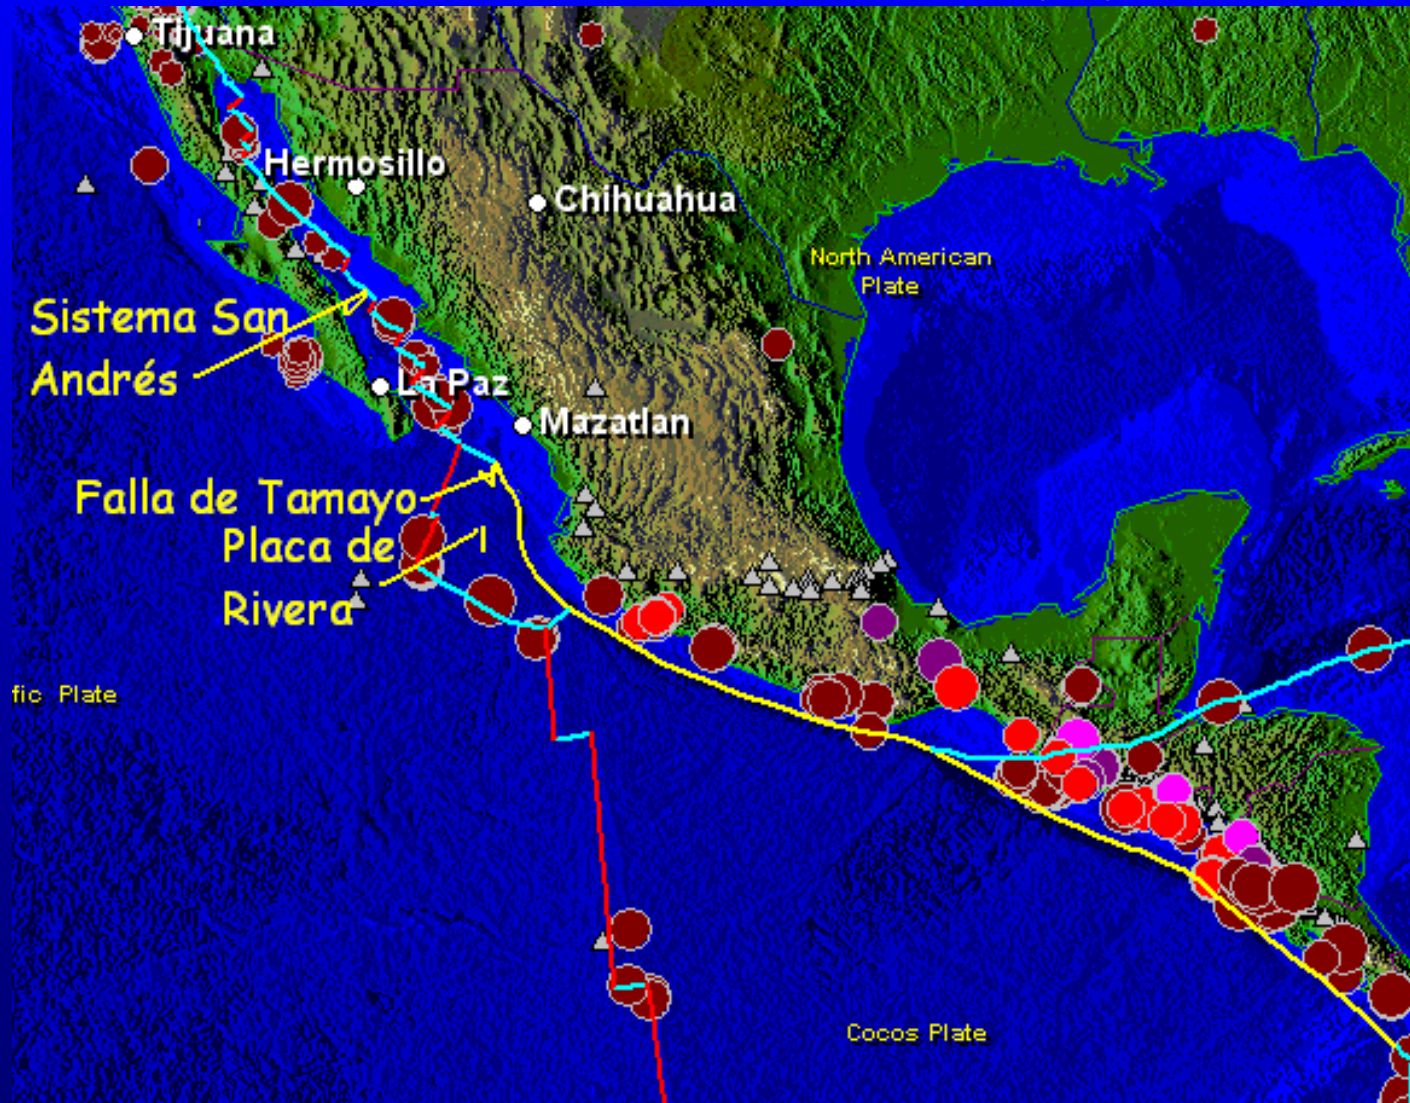 Tijuana
Hermosillo
Chihuahua
North American
Plate
Sistema San
Andrés
La Paz
Mazatlan
Falla de Tamayo
Placa de
Rivera
fic Plate
Cocos Plate